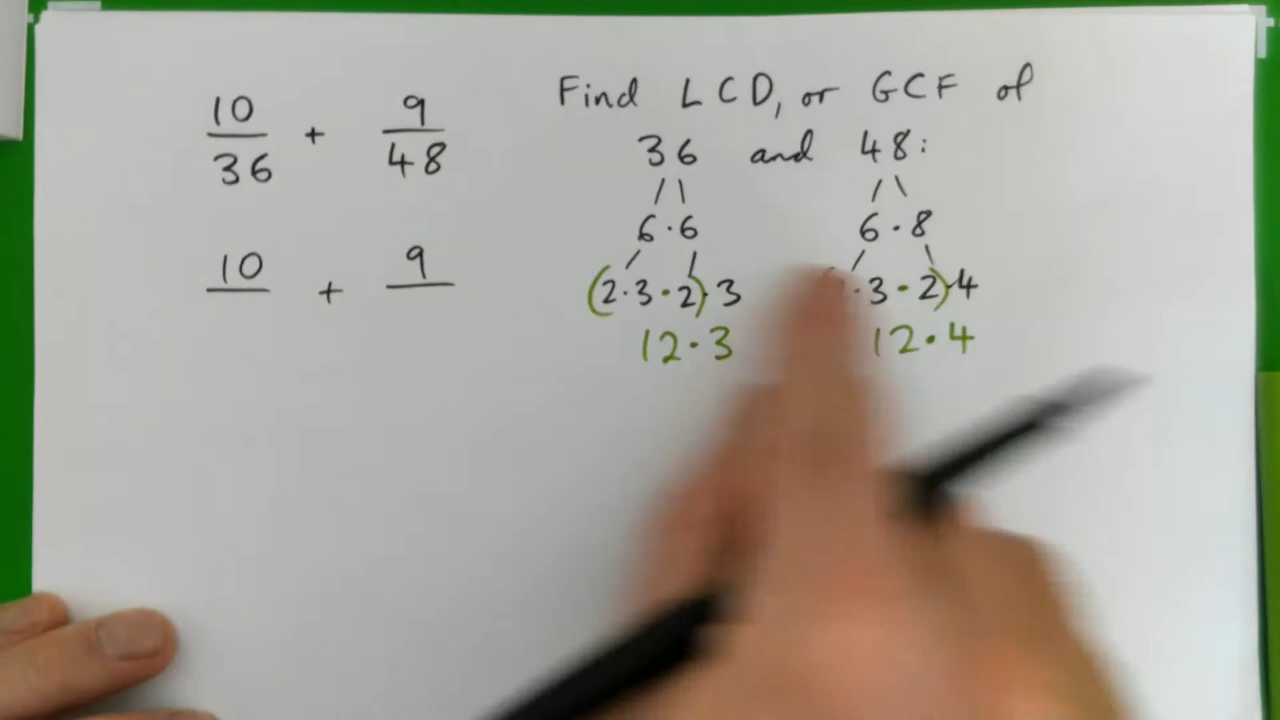 10/36 + 9/48
10 + 9
Find LCD, or GCF of
36 and 48:
6·6 6·8
(2·3·2)·3 ·3·2)·4
12·3 12·4